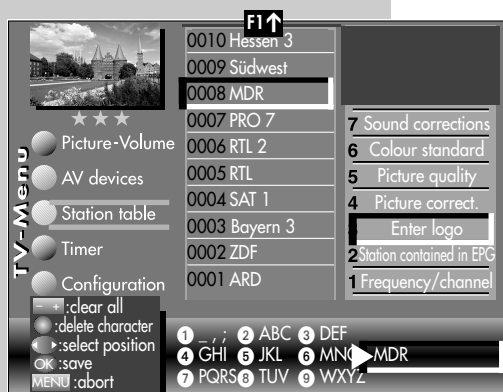 F1
0010 Hessen 3
0009 Südwest
0008 MDR
0007 PRO 7
0006 RTL 2
0005 RTL
0004 SAT 1
0003 Bayern 3
0002 ZDF
0001 ARD
TV-Menu
Picture-Volume
AV devices
Station table
Timer
Configuration
7 Sound corrections
6 Colour standard
5 Picture quality
4 Picture correct.
Enter logo
2 Station contained in EPG
1 Frequency/channel
- + :clear all
:delete character
:select position
OK :save
MENU :abort
1 _ , ; 2 ABC 3 DEF
4 GHI 5 JKL 6 MNO MDR
7 PQRS 8 TUV 9 WXYZ